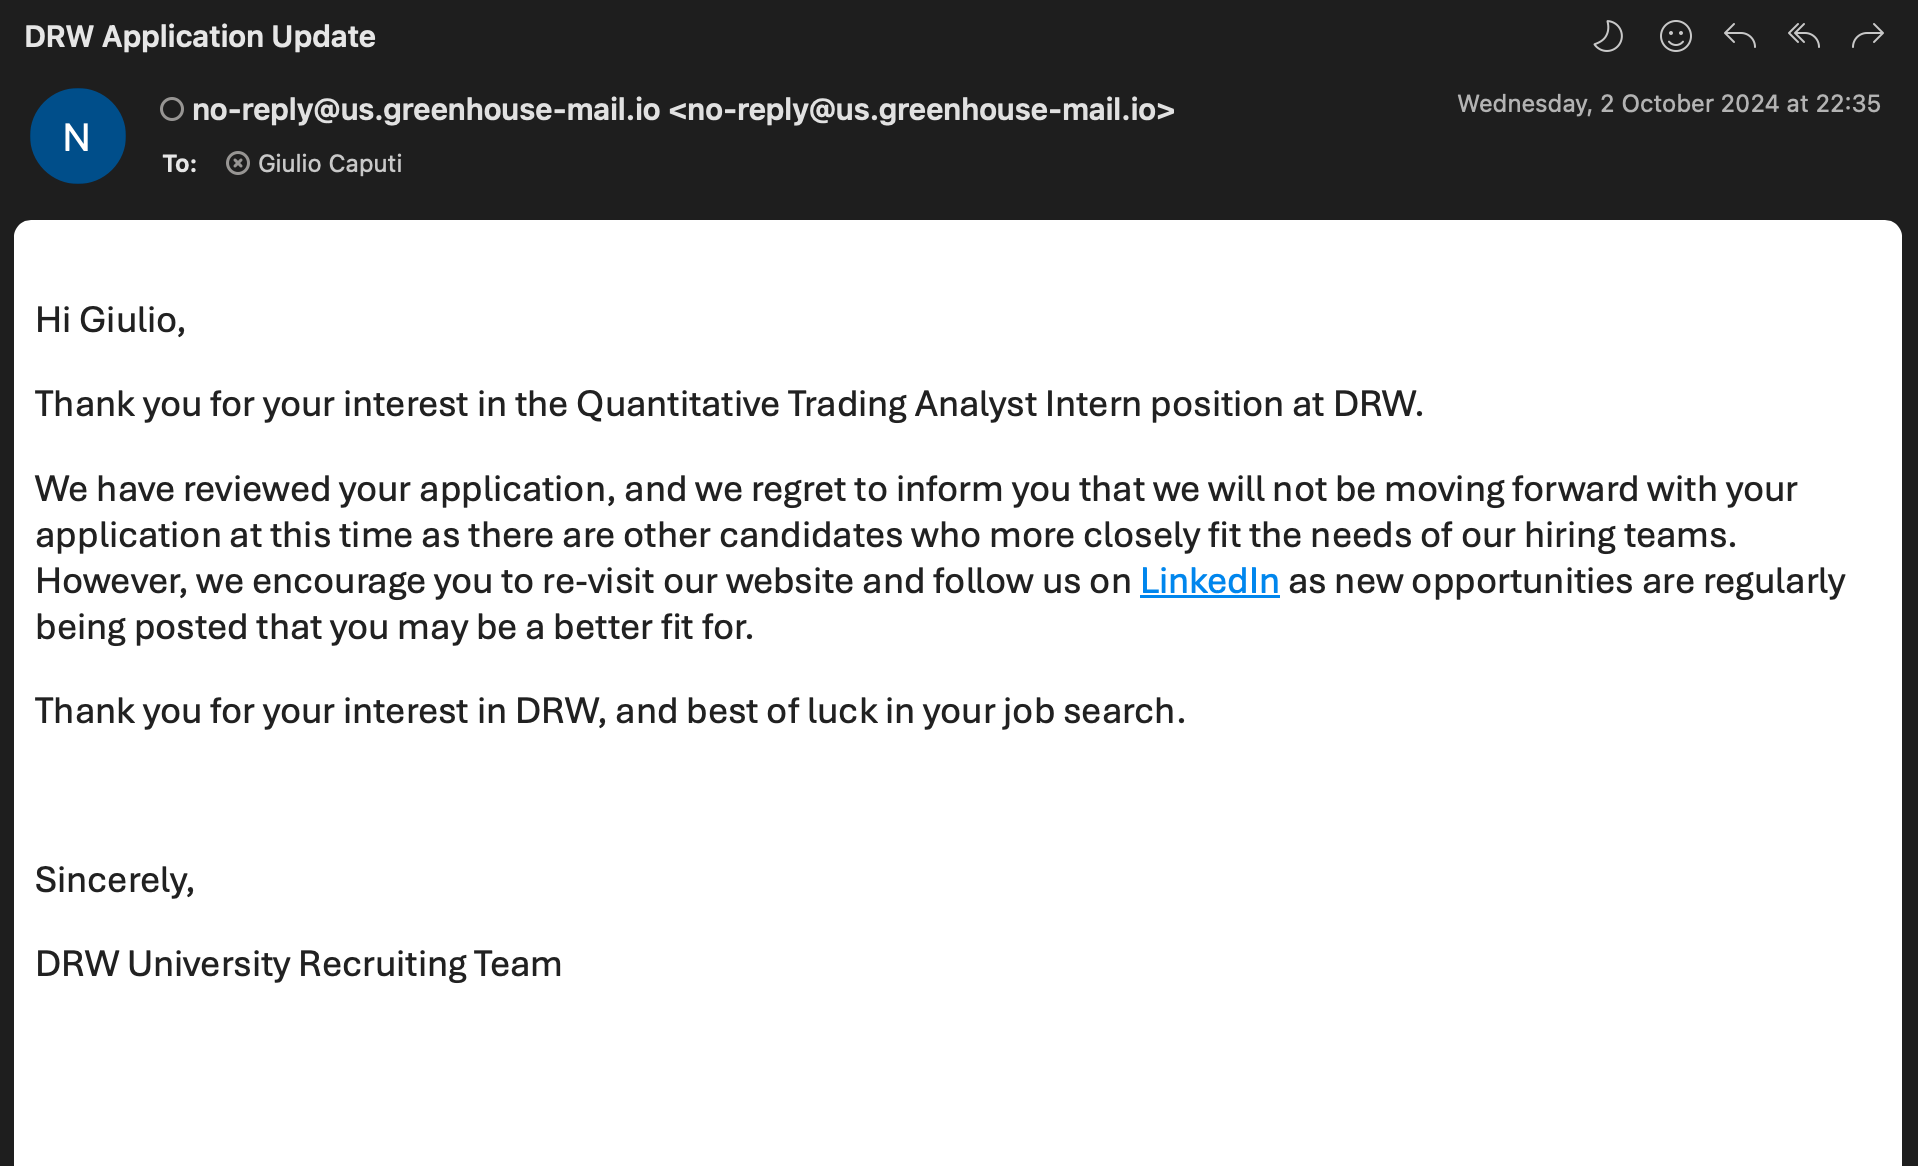 DRW Application Update
no-reply@us.greenhouse-mail.io <no-reply@us.greenhouse-mail.io>
Wednesday, 2 October 2024 at 22:35
N
To: Giulio Caputi
Hi Giulio,
Thank you for your interest in the Quantitative Trading Analyst Intern position at DRW.
We have reviewed your application, and we regret to inform you that we will not be moving forward with your
application at this time as there are other candidates who more closely fit the needs of our hiring teams.
However, we encourage you to re-visit our website and follow us on LinkedIn as new opportunities are regularly
being posted that you may be a better fit for.
Thank you for your interest in DRW, and best of luck in your job search.
Sincerely,
DRW University Recruiting Team